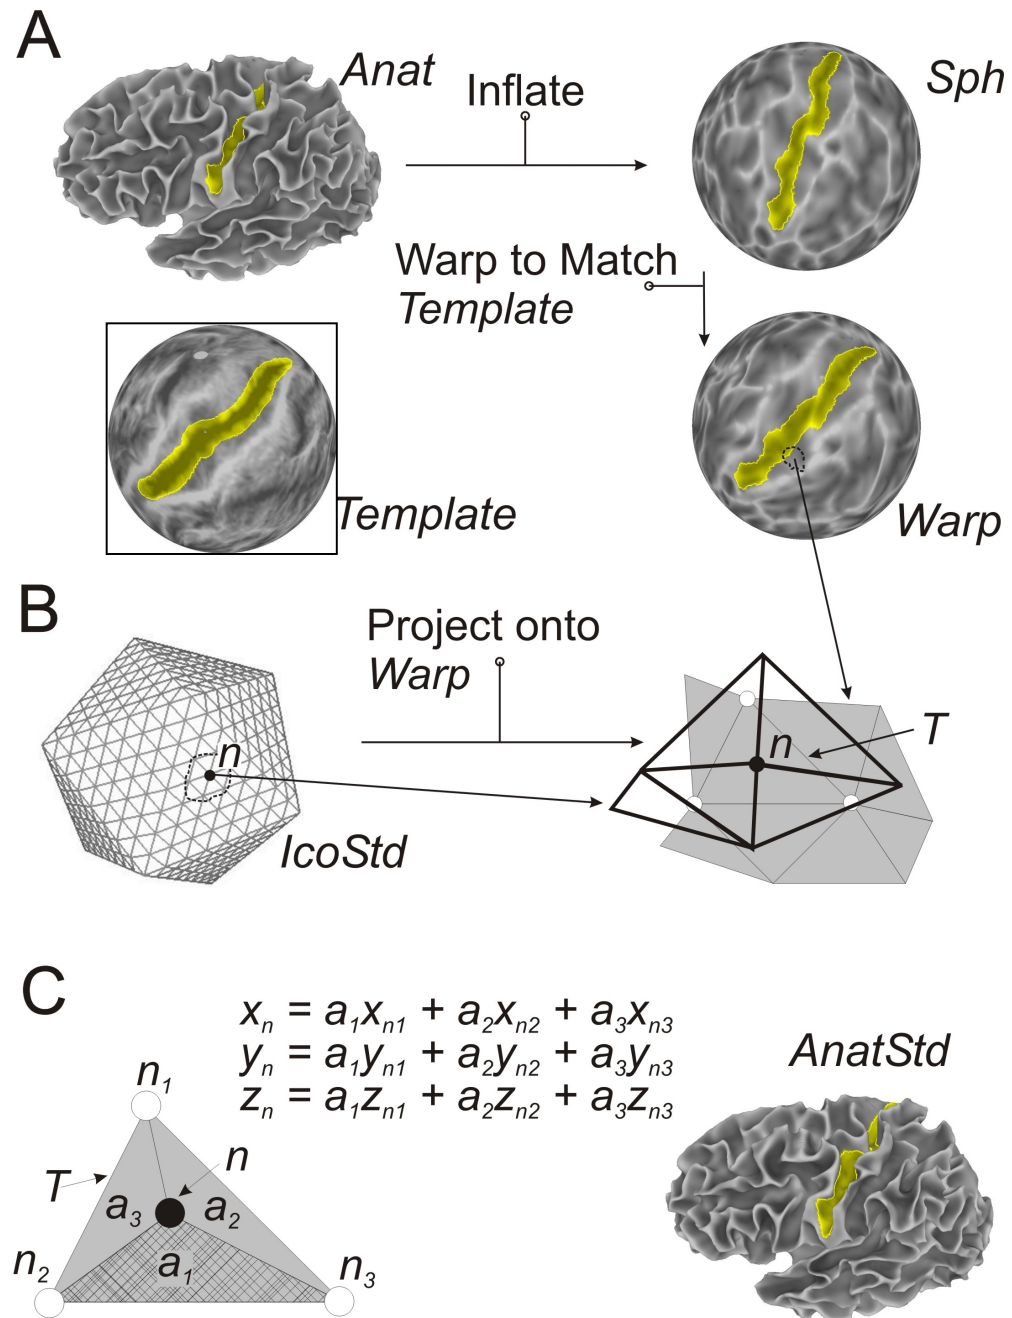 A
Anat
Inflate
Sph
Warp to Match
Template
Template
Warp
B
Project onto
Warp
n
n
T
IcoStd
C
xₙ = a₁xₙ₁ + a₂xₙ₂ + a₃xₙ₃
yₙ = a₁yₙ₁ + a₂yₙ₂ + a₃yₙ₃
zₙ = a₁zₙ₁ + a₂zₙ₂ + a₃zₙ₃
AnatStd
n₁
n
T
a₃
a₂
n₂
a₁
n₃